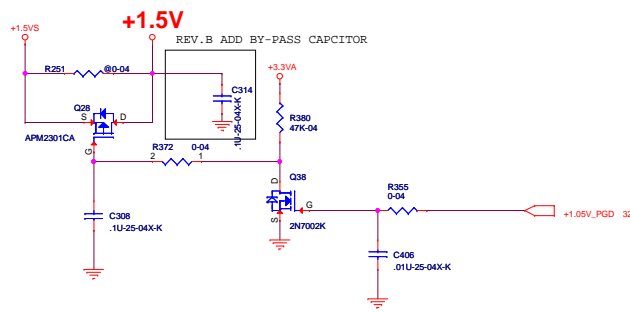 +1.5V
+1.5VS
REV.B ADD BY-PASS CAPCITOR
R251
@0-04
+3.3VA
C314
.1U-25-04X-K
Q28
S
D
G
APM2301CA
R380
47K-04
R372
0-04
2
1
D
Q38
G
S
2N7002K
R355
0-04
C308
.1U-25-04X-K
+1.05V_PGD 32
C406
.01U-25-04X-K